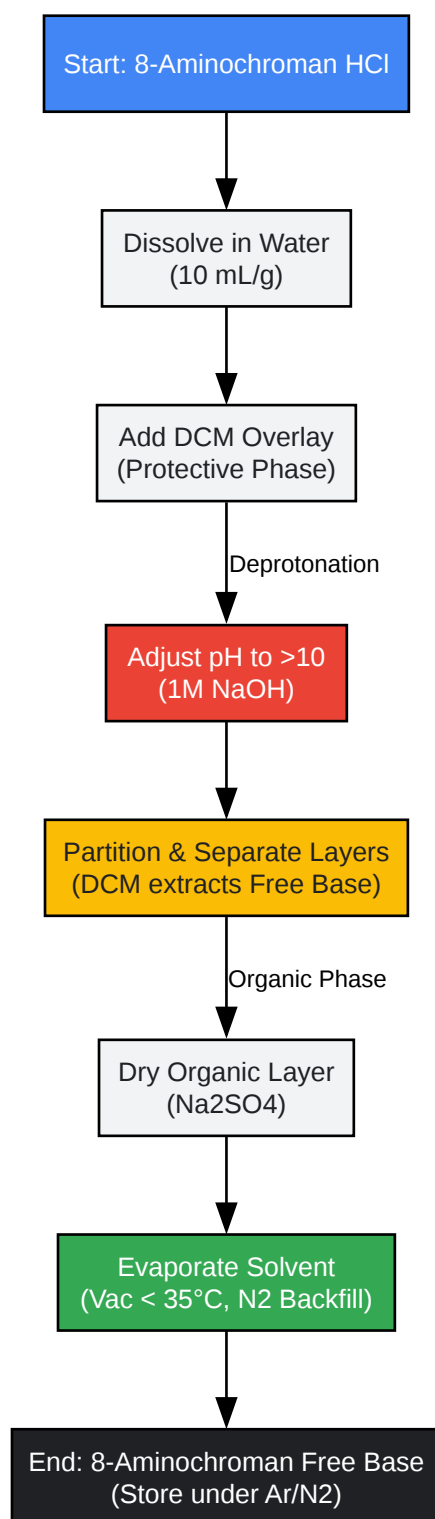 Start: 8-Aminochroman HCl
Dissolve in Water
(10 mL/g)
Add DCM Overlay
(Protective Phase)
Deprotonation
Adjust pH to >10
(1M NaOH)
Partition & Separate Layers
(DCM extracts Free Base)
Organic Phase
Dry Organic Layer
(Na2SO4)
Evaporate Solvent
(Vac < 35°C, N2 Backfill)
End: 8-Aminochroman Free Base
(Store under Ar/N2)